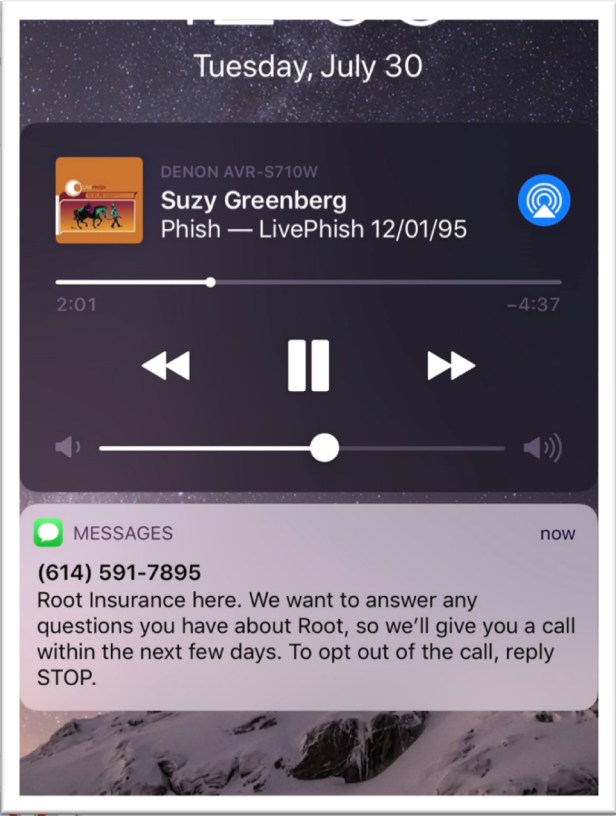 Tuesday, July 30
DENON AVR-S710W
Suzy Greenberg
Phish — LivePhish 12/01/95
2:01
−4:37
MESSAGES
now
(614) 591-7895
Root Insurance here. We want to answer any
questions you have about Root, so we’ll give you a call
within the next few days. To opt out of the call, reply
STOP.